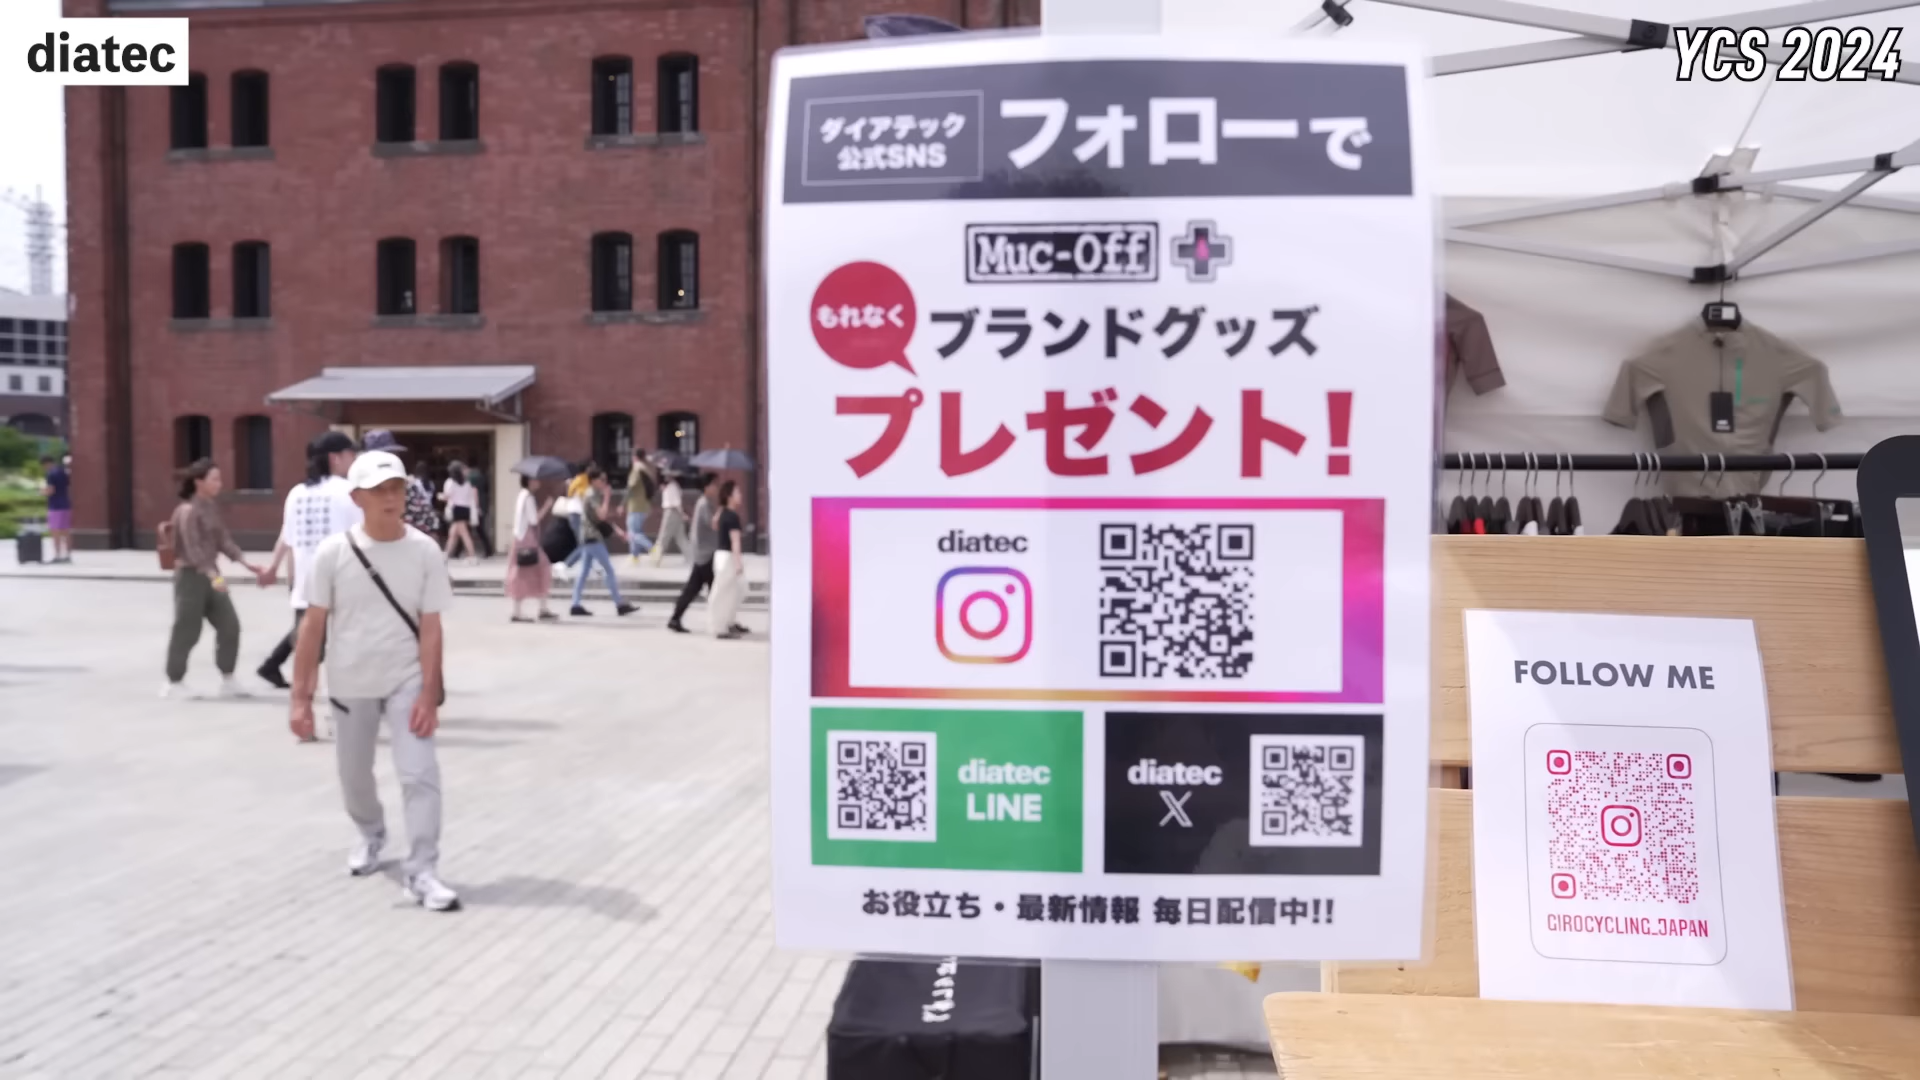 diatec
YCS 2024
ダイアテック
公式SNS
フォローで
Muc-Off
もれなく
ブランドグッズ
プレゼント!
diatec
diatec
LINE
diatec
X
お役立ち・最新情報 毎日配信中!!
FOLLOW ME
GIROCYCLING_JAPAN